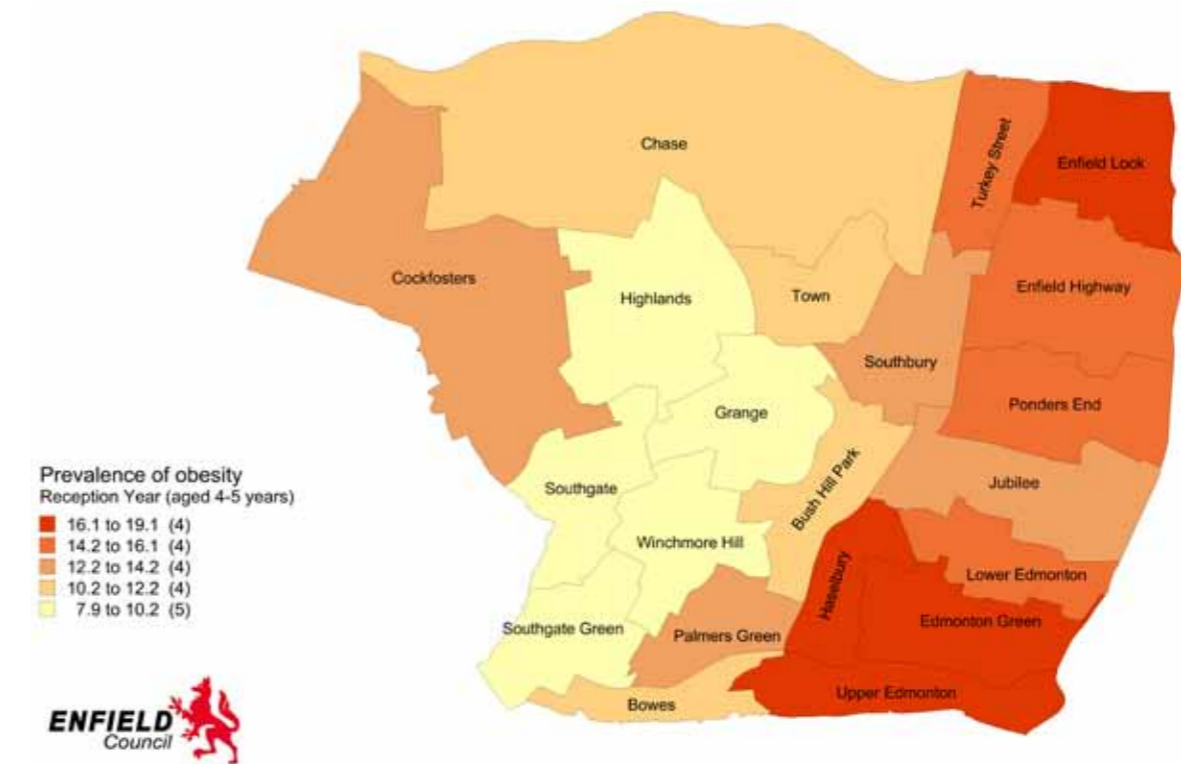 Chase
Turkey Street
Enfield Lock
Cockfosters
Highlands
Town
Enfield Highway
Southbury
Ponders End
Grange
Southgate
Bush Hill Park
Jubilee
Winchmore Hill
Haselbury
Lower Edmonton
Southgate Green
Palmers Green
Edmonton Green
Bowes
Upper Edmonton
Prevalence of obesity
Reception Year (aged 4-5 years)
16.1 to 19.1 (4)
14.2 to 16.1 (4)
12.2 to 14.2 (4)
10.2 to 12.2 (4)
7.9 to 10.2 (5)
ENFIELD
Council